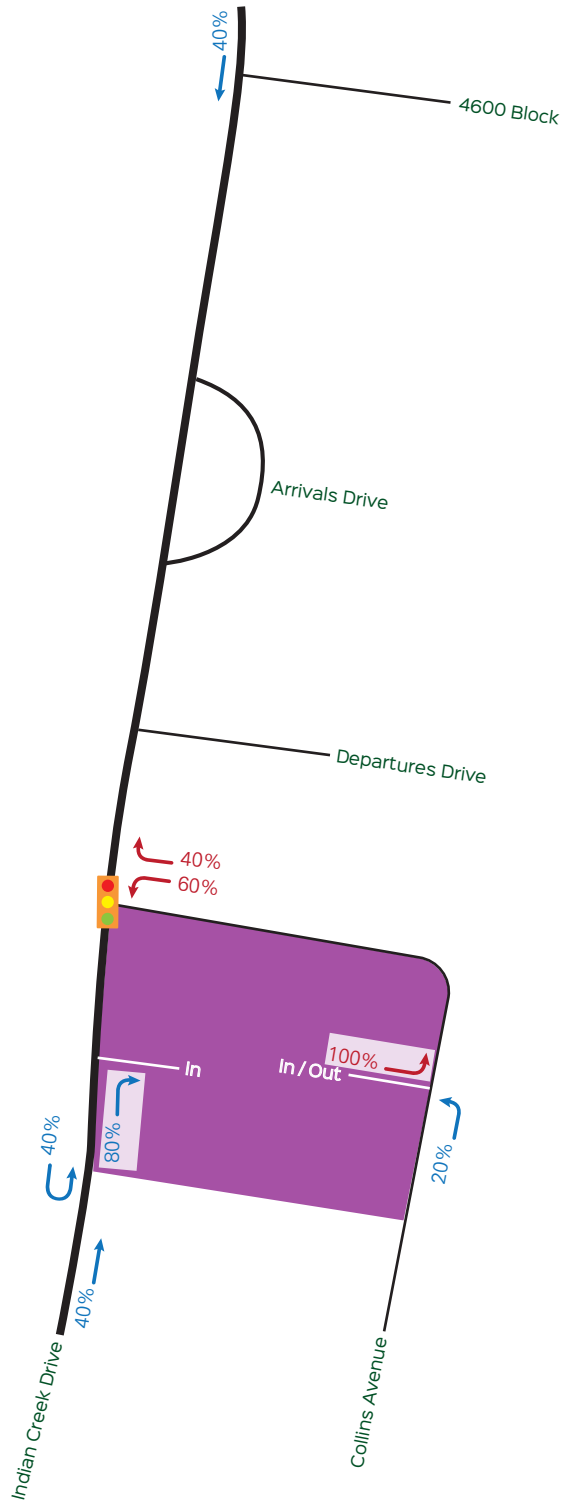 40%
4600 Block
Arrivals Drive
Departures Drive
40%
60%
100%
In
In / Out
80%
40%
20%
40%
Indian Creek Drive
Collins Avenue